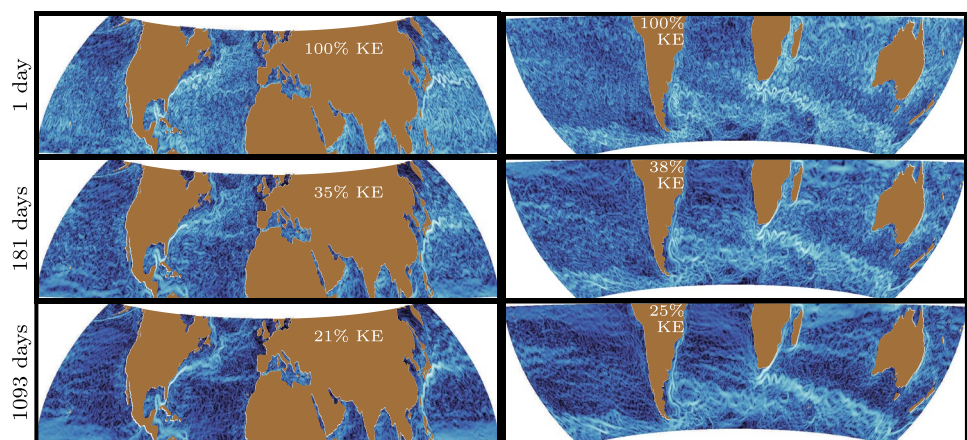 1 day
100% KE
100%
KE
181 days
35% KE
38%
KE
1093 days
21% KE
25%
KE